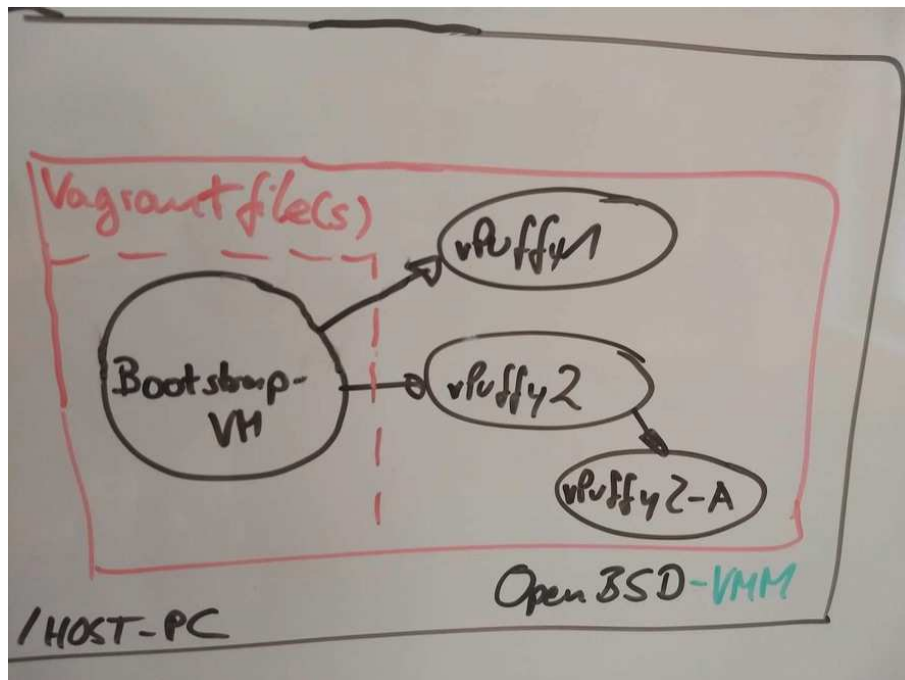 Vagrantfile(s)
vPuffy1
Bootstrap-
VM
vPuffy2
vPuffy2-A
OpenBSD-VMM
/HOST-PC